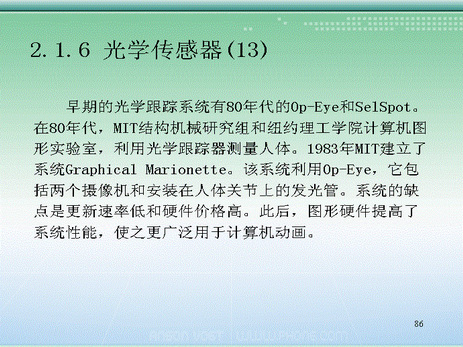 2.1.6 光学传感器(13)
早期的光学跟踪系统有80年代的Op-Eye和SelSpot。
在80年代，MIT结构机械研究组和纽约理工学院计算机图
形实验室，利用光学跟踪器测量人体。1983年MIT建立了
系统Graphical Marionette。该系统利用Op-Eye，它包
括两个摄像机和安装在人体关节上的发光管。系统的缺
点是更新速率低和硬件价格高。此后，图形硬件提高了
系统性能，使之更广泛用于计算机动画。
86